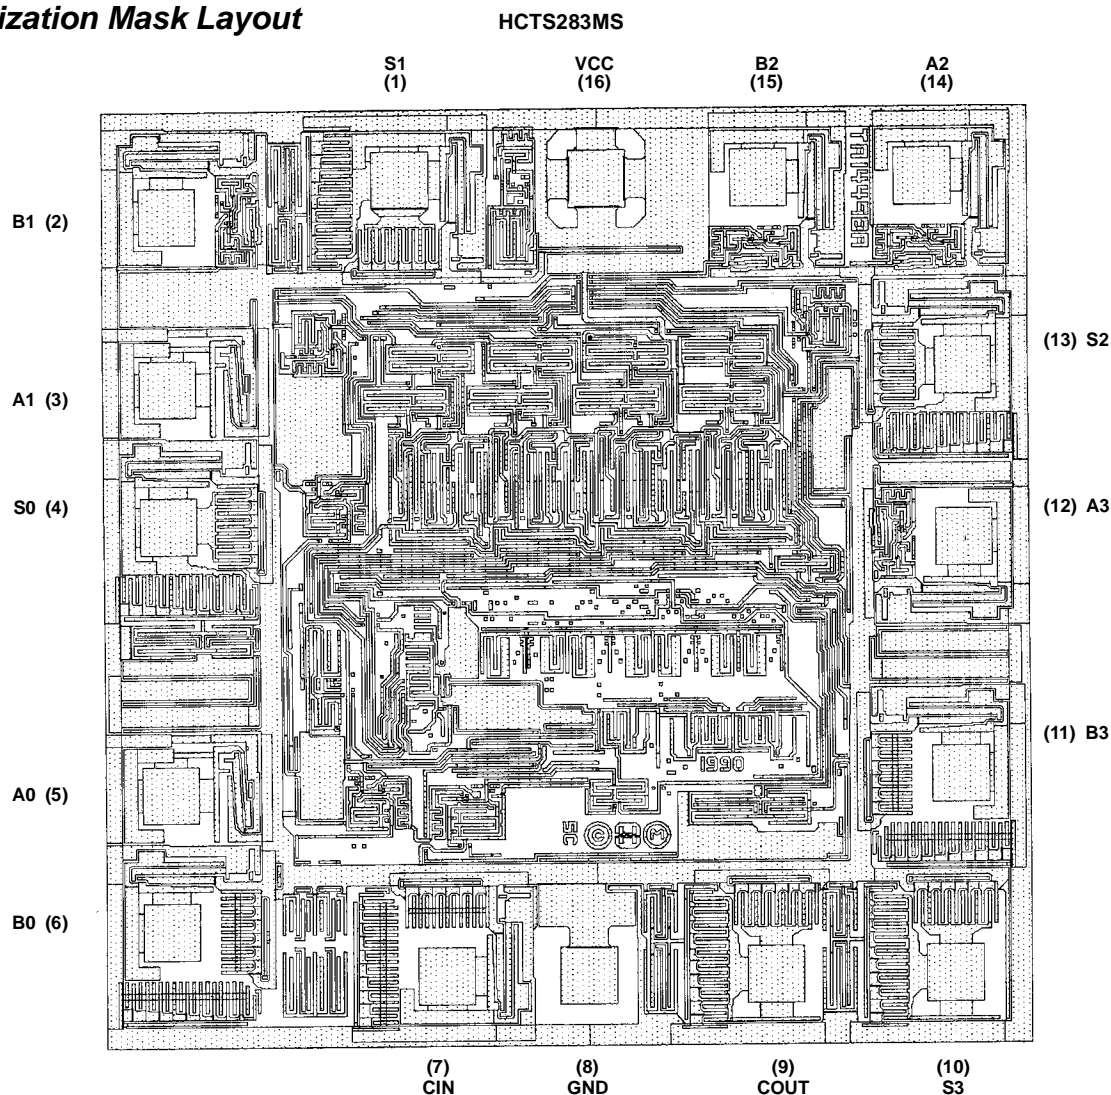 ization Mask Layout
HCTS283MS
S1 VCC B2 A2
(1) (16) (15) (14)
B1 (2)
(13) S2
A1 (3)
(12) A3
S0 (4)
(11) B3
1990
A0 (5)
SC
B0 (6)
(7) (8) (9) (10)
CIN GND COUT S3